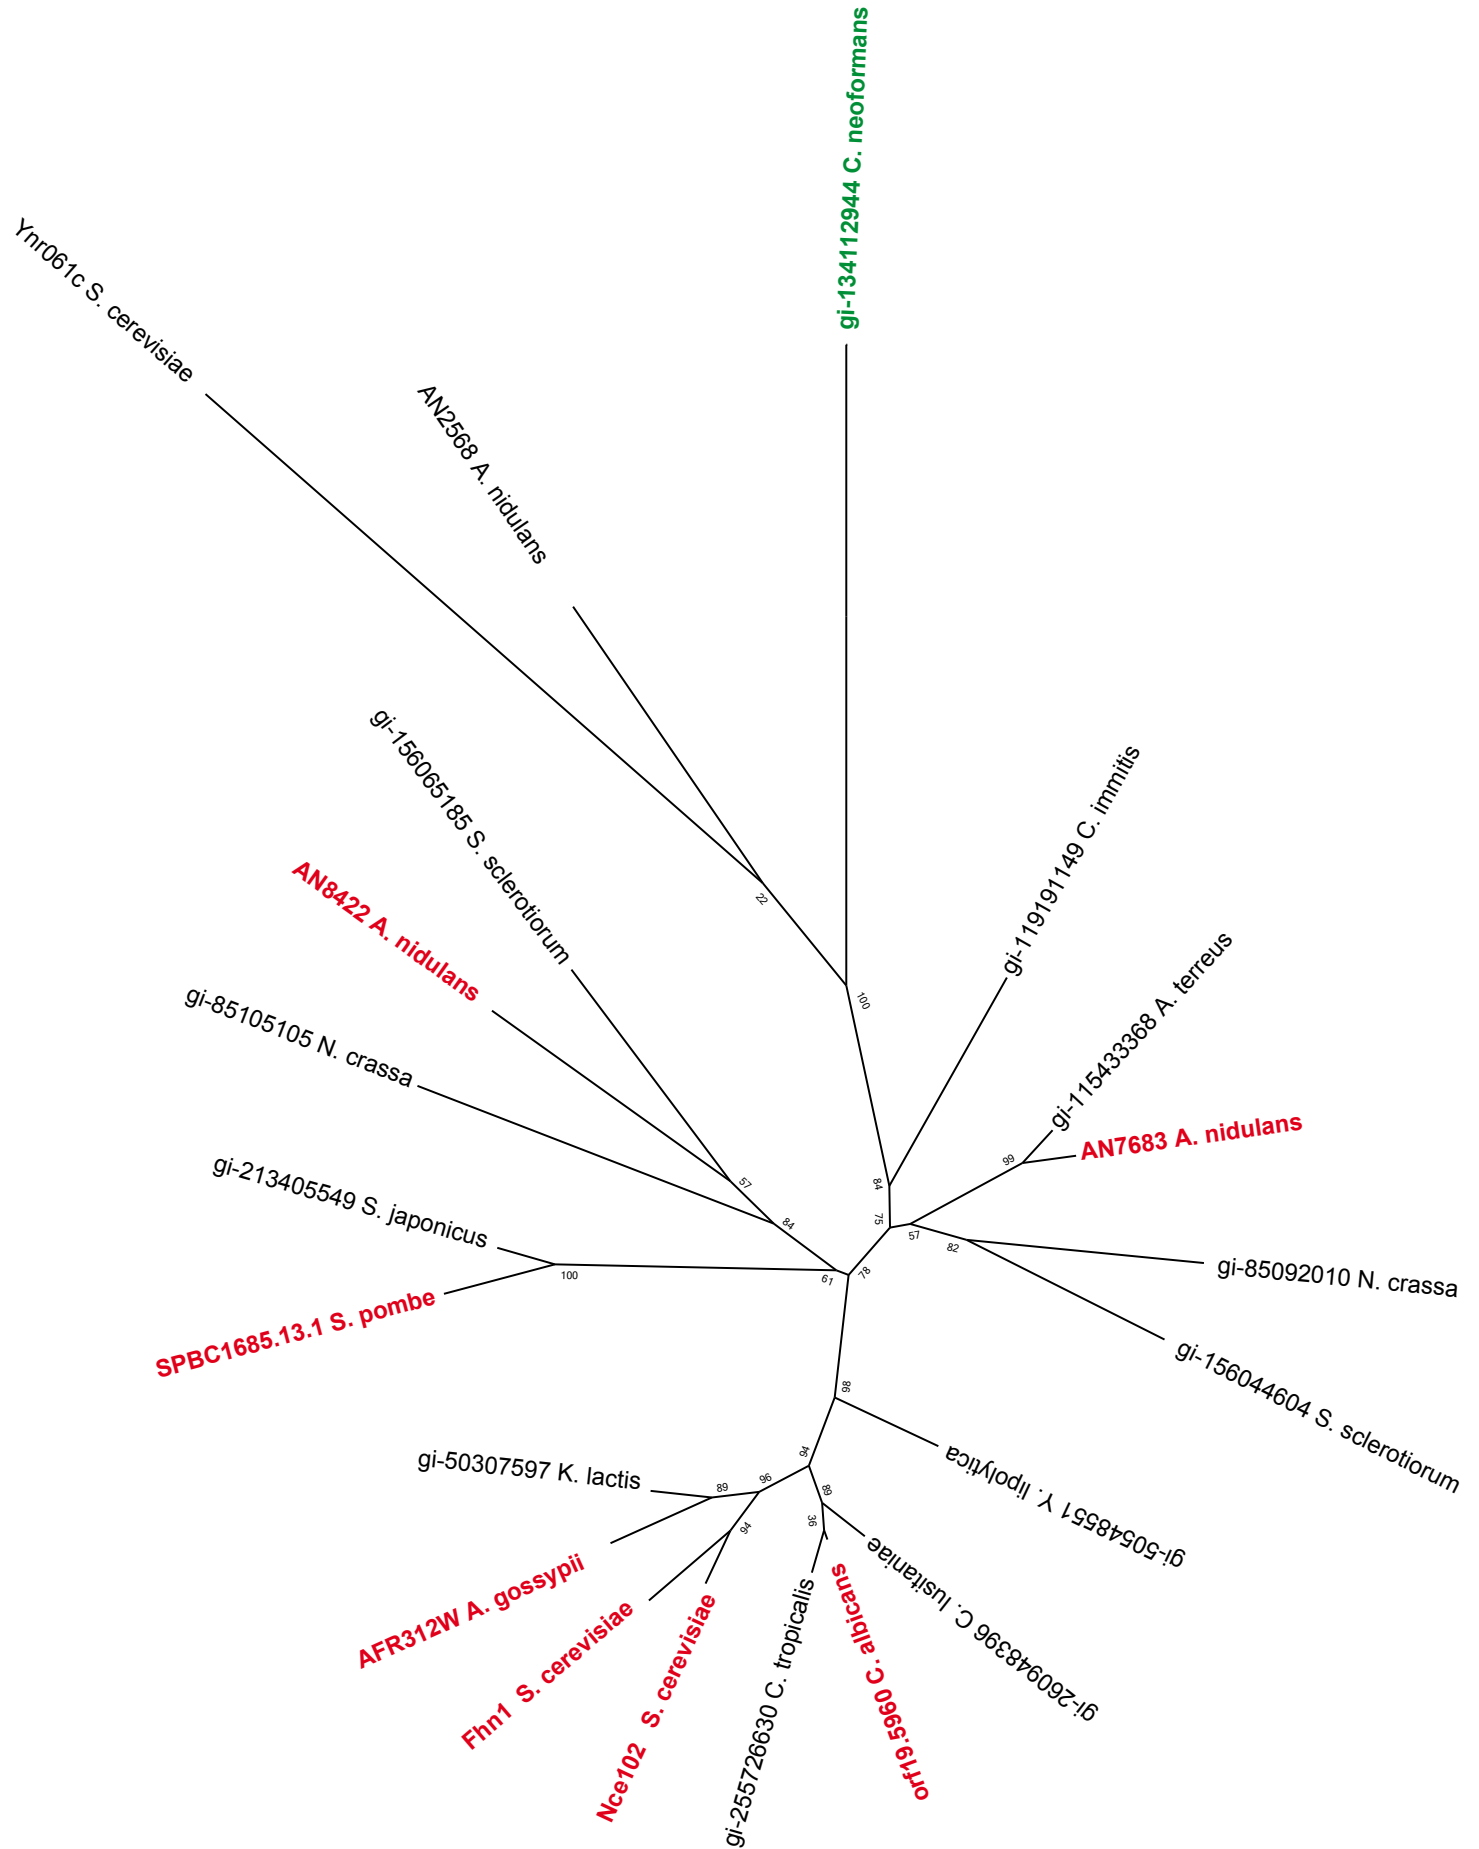 gi-134112944 C. neoformans
Ynr061c S. cerevisiae
AN2568 A. nidulans
22
100
gi-156065185 S. sclerotiorum
gi-119191149 C. immitis
AN8422 A. nidulans
gi-115433368 A. terreus
gi-85105105 N. crassa
AN7683 A. nidulans
99
84
57
84
75
57
82
gi-213405549 S. japonicus
100
61
78
gi-85092010 N. crassa
SPBC1685.13.1 S. pombe
gi-156044604 S. sclerotiorum
98
gi-50548551 Y. lipolytica
94
gi-50307597 K. lactis
89
96
89
36
94
AFR312W A. gossypii
gi-260948396 C. lusitaniae
Fhn1 S. cerevisiae
Nce102 S. cerevisiae
gi-255726630 C. tropicalis
orf19.5960 C. albicans